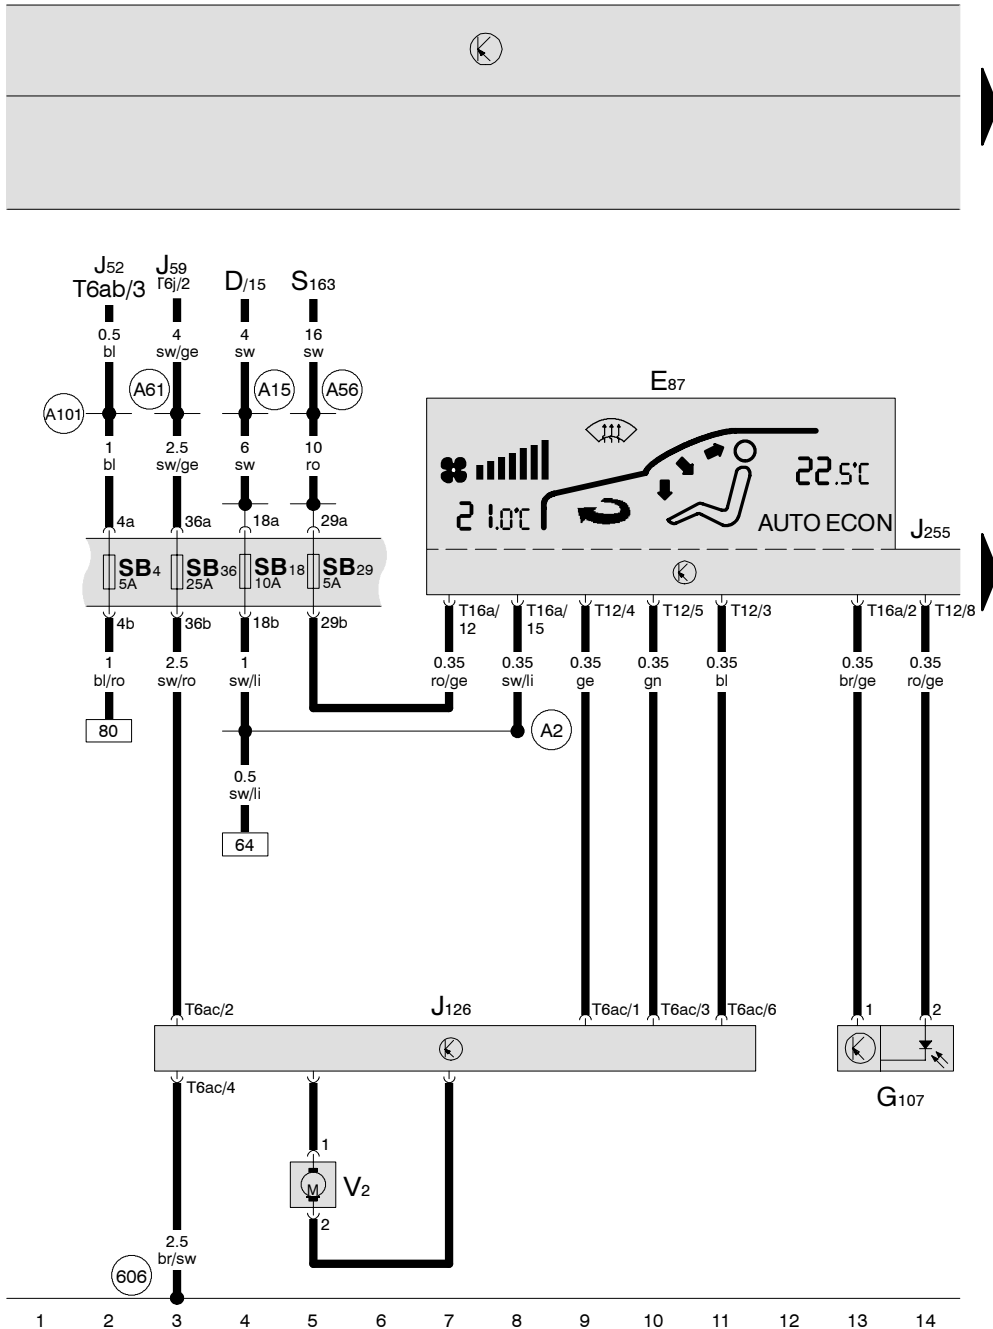 J52 J59 D/15 S163
T6ab/3 T6j/2
0.5 4 4 16
bl sw/ge sw sw
A101 A61 A15 A56
1 2.5 6 10
bl sw/ge sw ro
4a 36a 18a 29a
SB4 SB36 SB18 SB29
5A 25A 10A 5A
4b 36b 18b 29b
1 2.5 1
bl/ro sw/ro sw/li
80
0.5
sw/li
64
E87
21.0°C
22.5°C
AUTO ECON
J255
T16a/12 T16a/15 T12/4 T12/5 T12/3 T16a/2 T12/8
0.35 0.35 0.35 0.35 0.35 0.35 0.35
ro/ge sw/li ge gn bl br/ge ro/ge
A2
T6ac/2 J126 T6ac/1 T6ac/3 T6ac/6 1 2
T6ac/4
G107
1
M V2
2
2.5
br/sw
606
1 2 3 4 5 6 7 8 9 10 11 12 13 14